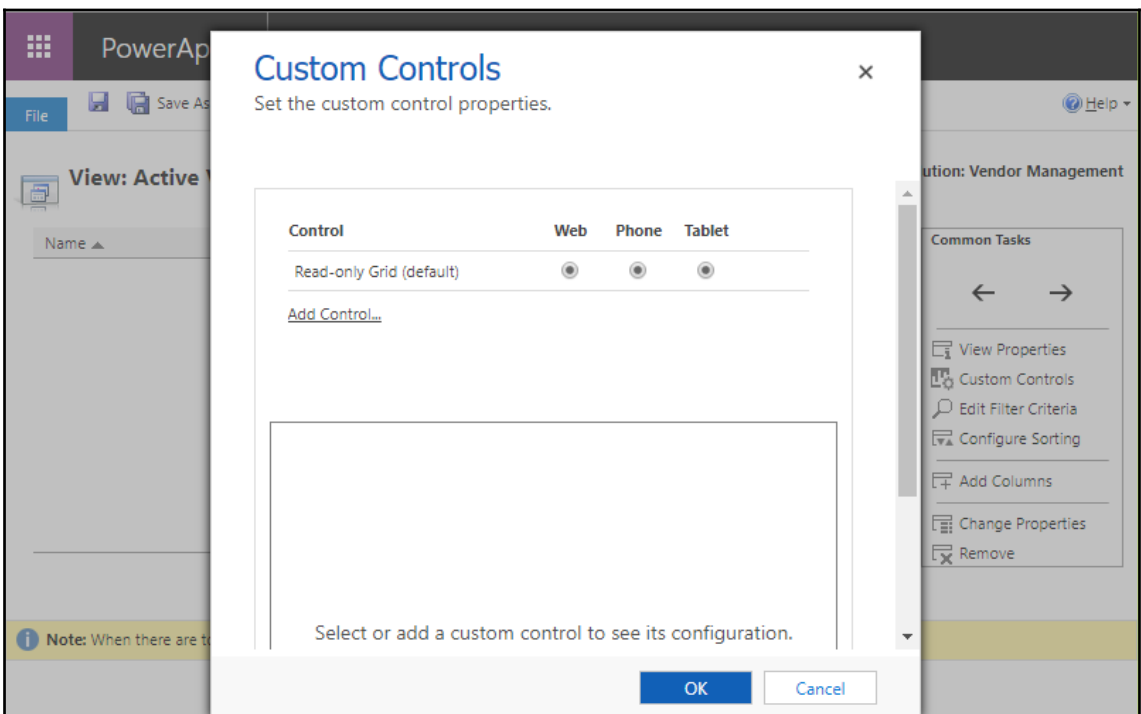 PowerAp
File
Save As
Help
View: Active
ution: Vendor Management
Name
Custom Controls
Set the custom control properties.
Control Web Phone Tablet
Read-only Grid (default)
Add Control...
Select or add a custom control to see its configuration.
OK Cancel
Common Tasks
View Properties
Custom Controls
Edit Filter Criteria
Configure Sorting
Add Columns
Change Properties
Remove
Note: When there are to